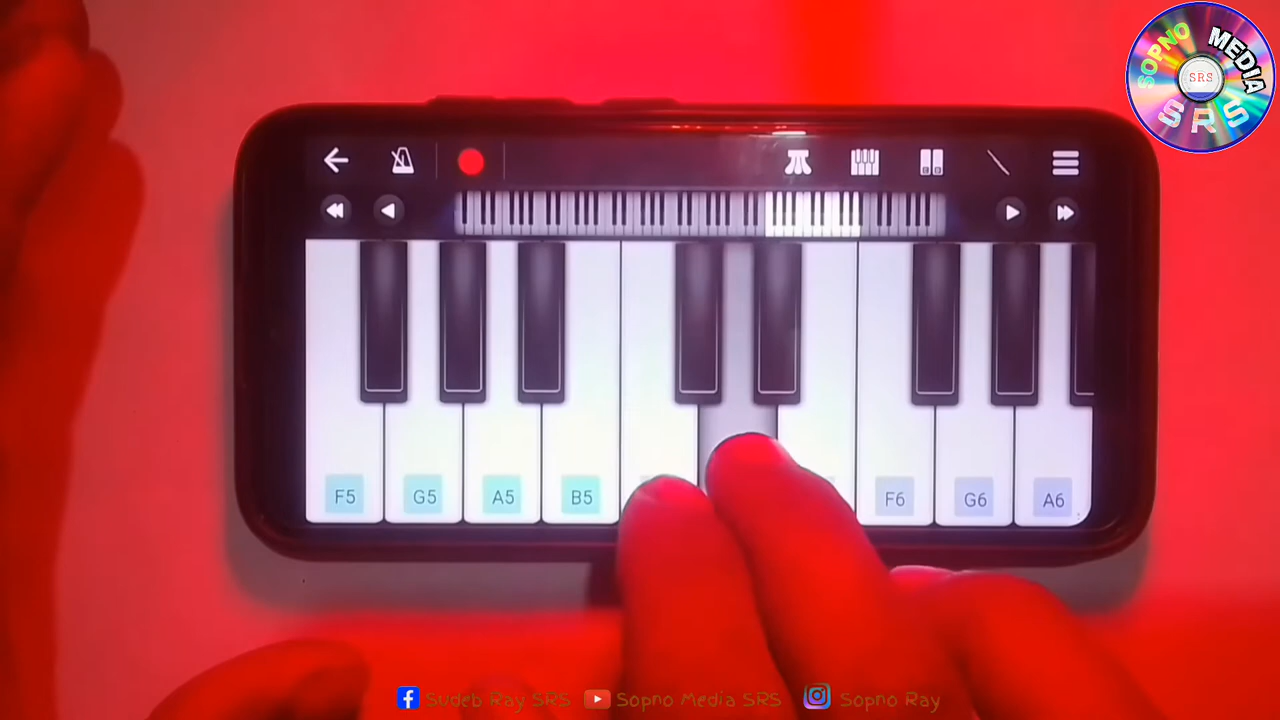 SOPNO MEDIA
SRS
SRS
F5 G5 A5 B5 F6 G6 A6
Sudeb Ray SRS Sopno Media SRS Sopno Ray